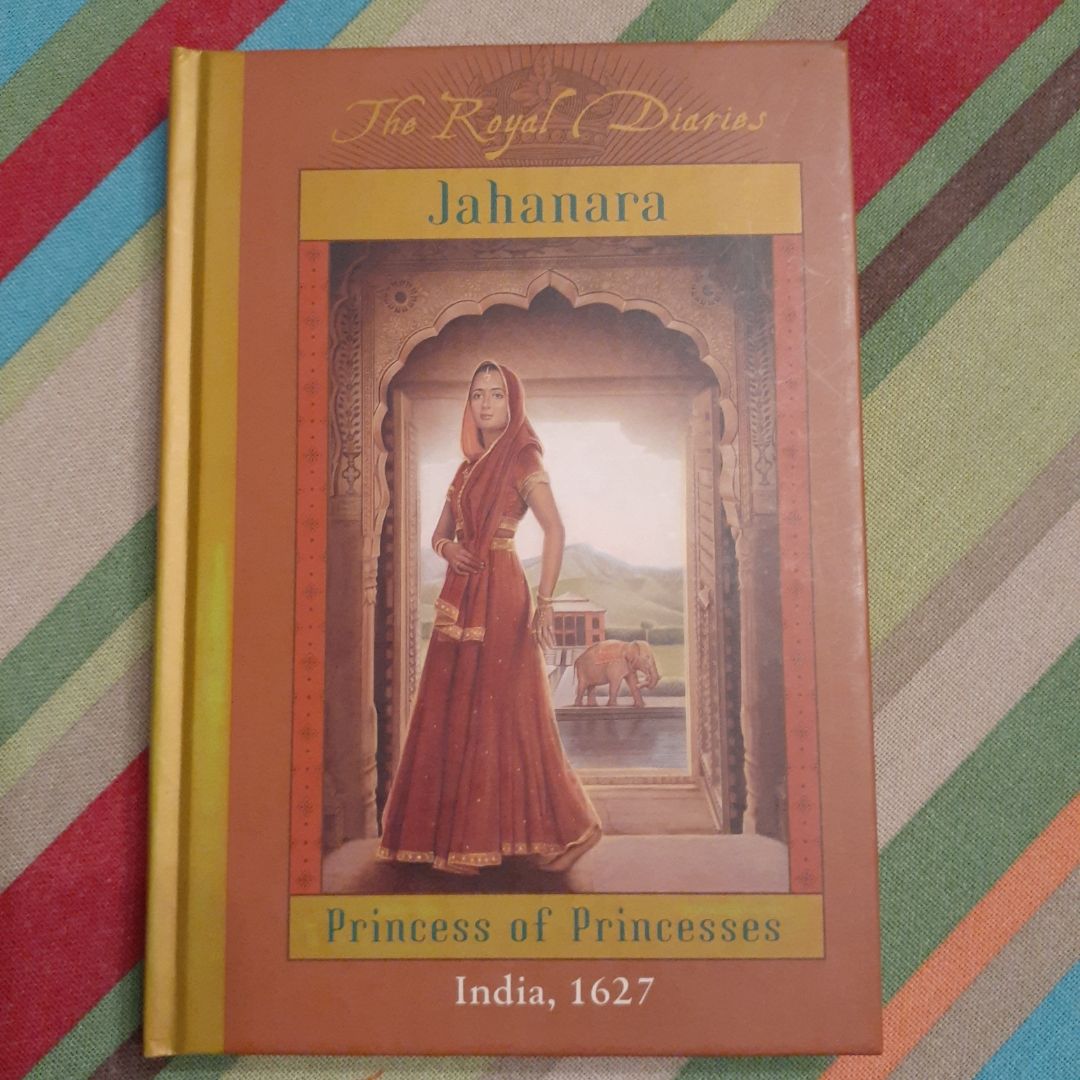 The Royal Diaries
Jahanara
Princess of Princesses
India, 1627